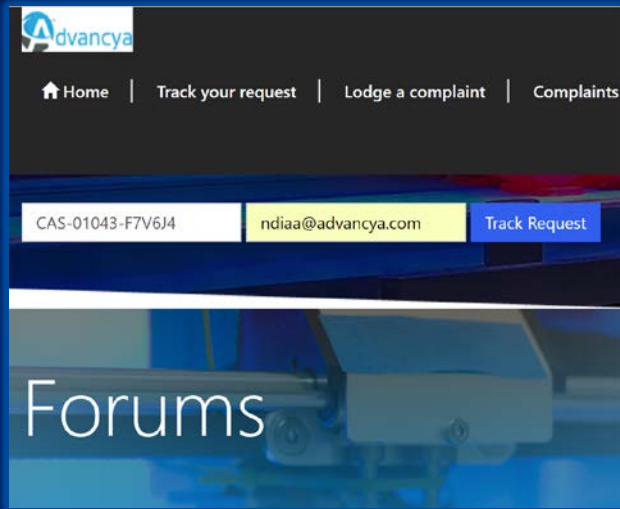 Advancya
Home | Track your request | Lodge a complaint | Complaints
CAS-01043-F7V6J4 ndiaa@advancya.com Track Request
Forums